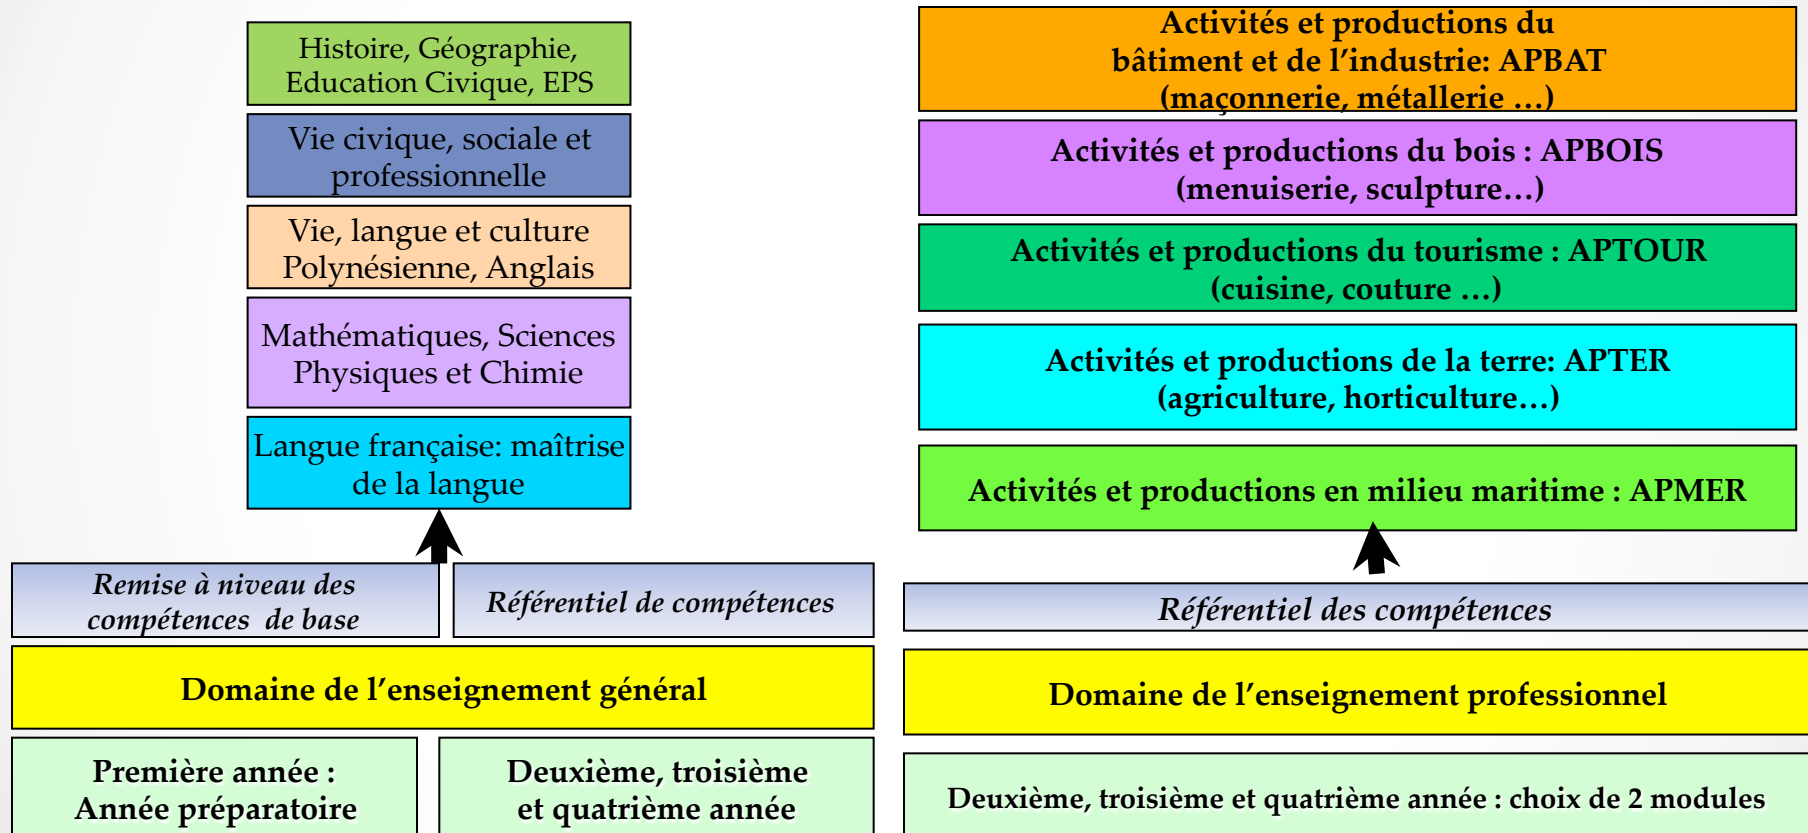 Histoire, Géographie,
Education Civique, EPS
Vie civique, sociale et
professionnelle
Vie, langue et culture
Polynésienne, Anglais
Mathématiques, Sciences
Physiques et Chimie
Langue française: maîtrise
de la langue
Remise à niveau des
compétences de base
Référentiel de compétences
Domaine de l’enseignement général
Première année :
Année préparatoire
Deuxième, troisième
et quatrième année
Activités et productions du
bâtiment et de l’industrie: APBAT
(maçonnerie, métallerie …)
Activités et productions du bois : APBOIS
(menuiserie, sculpture…)
Activités et productions du tourisme : APTOUR
(cuisine, couture …)
Activités et productions de la terre: APTER
(agriculture, horticulture…)
Activités et productions en milieu maritime : APMER
Référentiel des compétences
Domaine de l’enseignement professionnel
Deuxième, troisième et quatrième année : choix de 2 modules